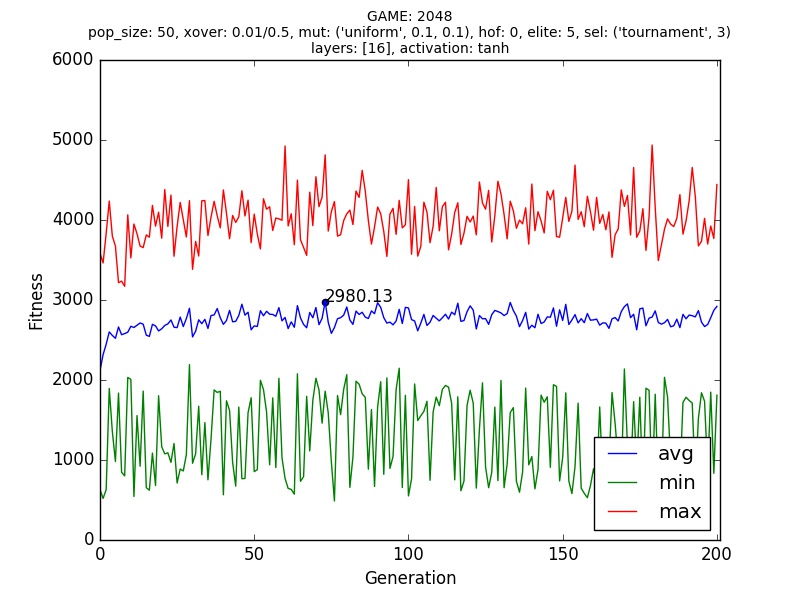 GAME: 2048
pop_size: 50, xover: 0.01/0.5, mut: ('uniform', 0.1, 0.1), hof: 0, elite: 5, sel: ('tournament', 3)
layers: [16], activation: tanh
6000
5000
4000
3000
2000
1000
0
Fitness
2980.13
avg
min
max
0 50 100 150 200
Generation